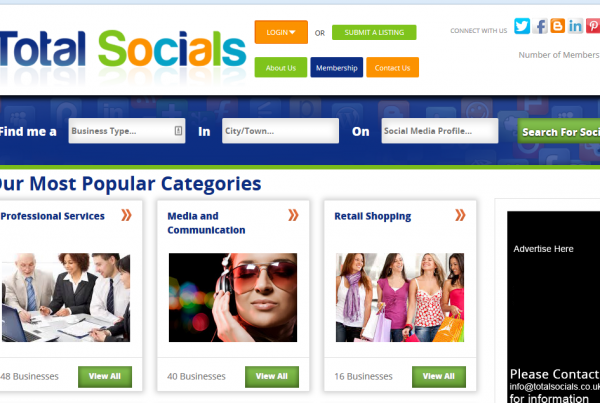 Total Socials
LOGIN OR SUBMIT A LISTING
CONNECT WITH US
Number of Members
About Us Membership Contact Us
Find me a Business Type... In City/Town... On Social Media Profile... Search For Soci
Our Most Popular Categories
Professional Services
Media and
Communication
Retail Shopping
48 Businesses View All
40 Businesses View All
16 Businesses View All
Advertise Here
Please Contact
info@totalsocials.co.uk
for information